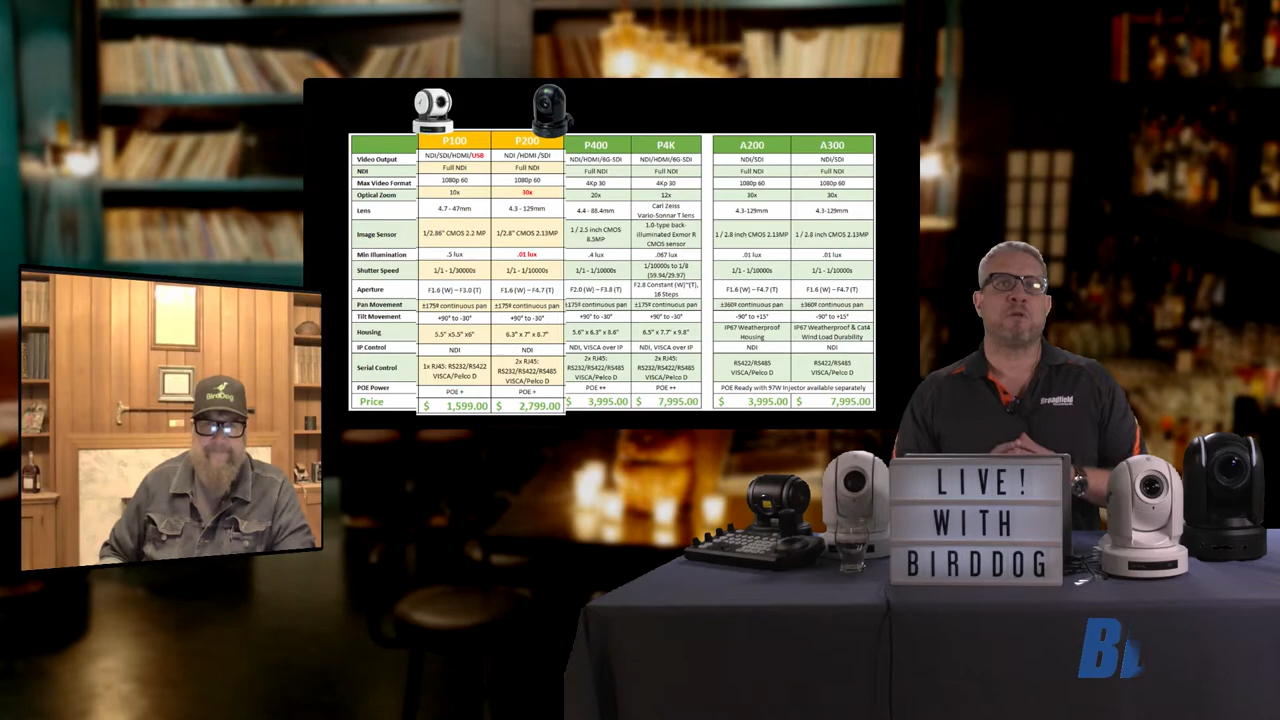 P100 P200 P400 P4K A200 A300
Video Output NDI/SDI/HDMI/USB NDI /HDMI /SDI NDI/HDMI/6G-SDI NDI/HDMI/6G-SDI NDI/SDI NDI/SDI
NDI Full NDI Full NDI Full NDI Full NDI Full NDI Full NDI
Max Video Format 1080p 60 1080p 60 4Kp 30 4Kp 30 1080p 60 1080p 60
Optical Zoom 10x 30x 20x 12x 30x 30x
Lens 4.7 - 47mm 4.3 - 129mm 4.4 - 88.4mm Carl Zeiss Vario-Sonnar T lens 4.3-129mm 4.3-129mm
Image Sensor 1/2.86" CMOS 2.2 MP 1/2.8" CMOS 2.13MP 1 / 2.5 inch CMOS 8.5MP 1.0-type back-illuminated Exmor R CMOS sensor 1 / 2.8 inch CMOS 2.13MP 1 / 2.8 inch CMOS 2.13MP
Min Illumination .5 lux .01 lux .4 lux .067 lux .01 lux .01 lux
Shutter Speed 1/1 - 1/30000s 1/1 - 1/10000s 1/1 - 1/10000s 1/10000s to 1/8 (59.94/29.97) 1/1 - 1/10000s 1/1 - 1/10000s
Aperture F1.6 (W) – F3.0 (T) F1.6 (W) – F4.7 (T) F2.0 (W) – F3.8 (T) F2.8 Constant (W)~(T), 16 Steps F1.6 (W) – F4.7 (T) F1.6 (W) – F4.7 (T)
Pan Movement ±175º continuous pan ±175º continuous pan ±175º continuous pan ±175º continuous pan ±360º continuous pan ±360º continuous pan
Tilt Movement +90° to -30° +90° to -30° +90° to -30° +90° to -30° -90° to +15° -90° to +15°
Housing 5.5" x5.5" x6" 6.3" x 7" x 8.7" 5.6" x 6.3" x 8.6" 6.5" x 7.7" x 9.8" IP67 Weatherproof Housing IP67 Weatherproof & Cat4 Wind Load Durability
IP Control NDI NDI NDI, VISCA over IP NDI, VISCA over IP NDI NDI
Serial Control 1x RJ45: RS232/RS422 VISCA/Pelco D 2x RJ45: RS232/RS422/RS485 VISCA/Pelco D 2x RJ45: RS232/RS422/RS485 VISCA/Pelco D 2x RJ45: RS232/RS422/RS485 VISCA/Pelco D RS422/RS485 VISCA/Pelco D RS422/RS485 VISCA/Pelco D
POE Power POE + POE + POE ++ POE ++ POE Ready with 97W Injector available separately
Price $ 1,599.00 $ 2,799.00 $ 3,995.00 $ 7,995.00 $ 3,995.00 $ 7,995.00
BirdDog
Broadfield
LIVE!
WITH
BIRDDOG